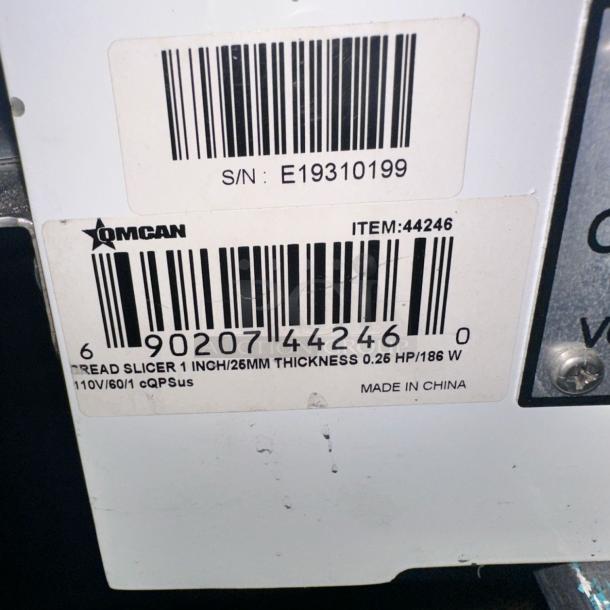 S/N: E19310199
OMCAN ITEM:44246
6 90207 44246 0
BREAD SLICER 1 INCH/25MM THICKNESS 0.25 HP/186 W
110V/60/1 cQPSus MADE IN CHINA